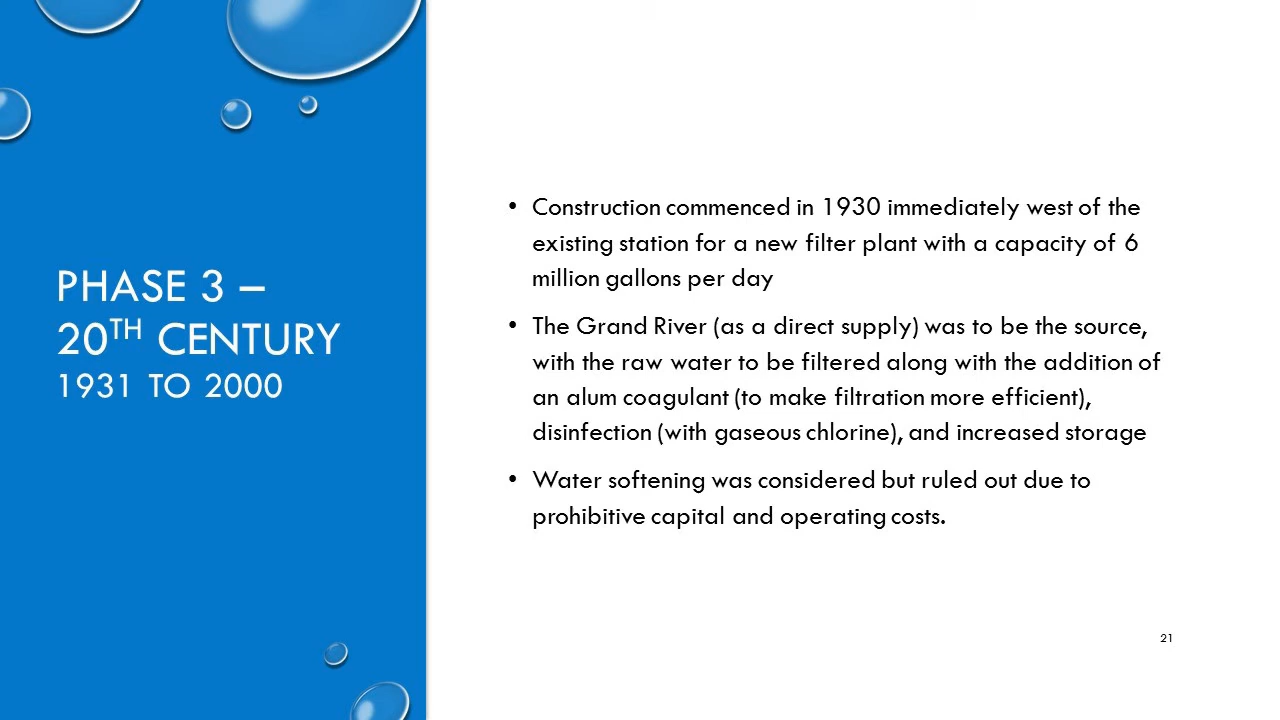 PHASE 3 –
20TH CENTURY
1931 TO 2000
• Construction commenced in 1930 immediately west of the
existing station for a new filter plant with a capacity of 6
million gallons per day
• The Grand River (as a direct supply) was to be the source,
with the raw water to be filtered along with the addition of
an alum coagulant (to make filtration more efficient),
disinfection (with gaseous chlorine), and increased storage
• Water softening was considered but ruled out due to
prohibitive capital and operating costs.
21